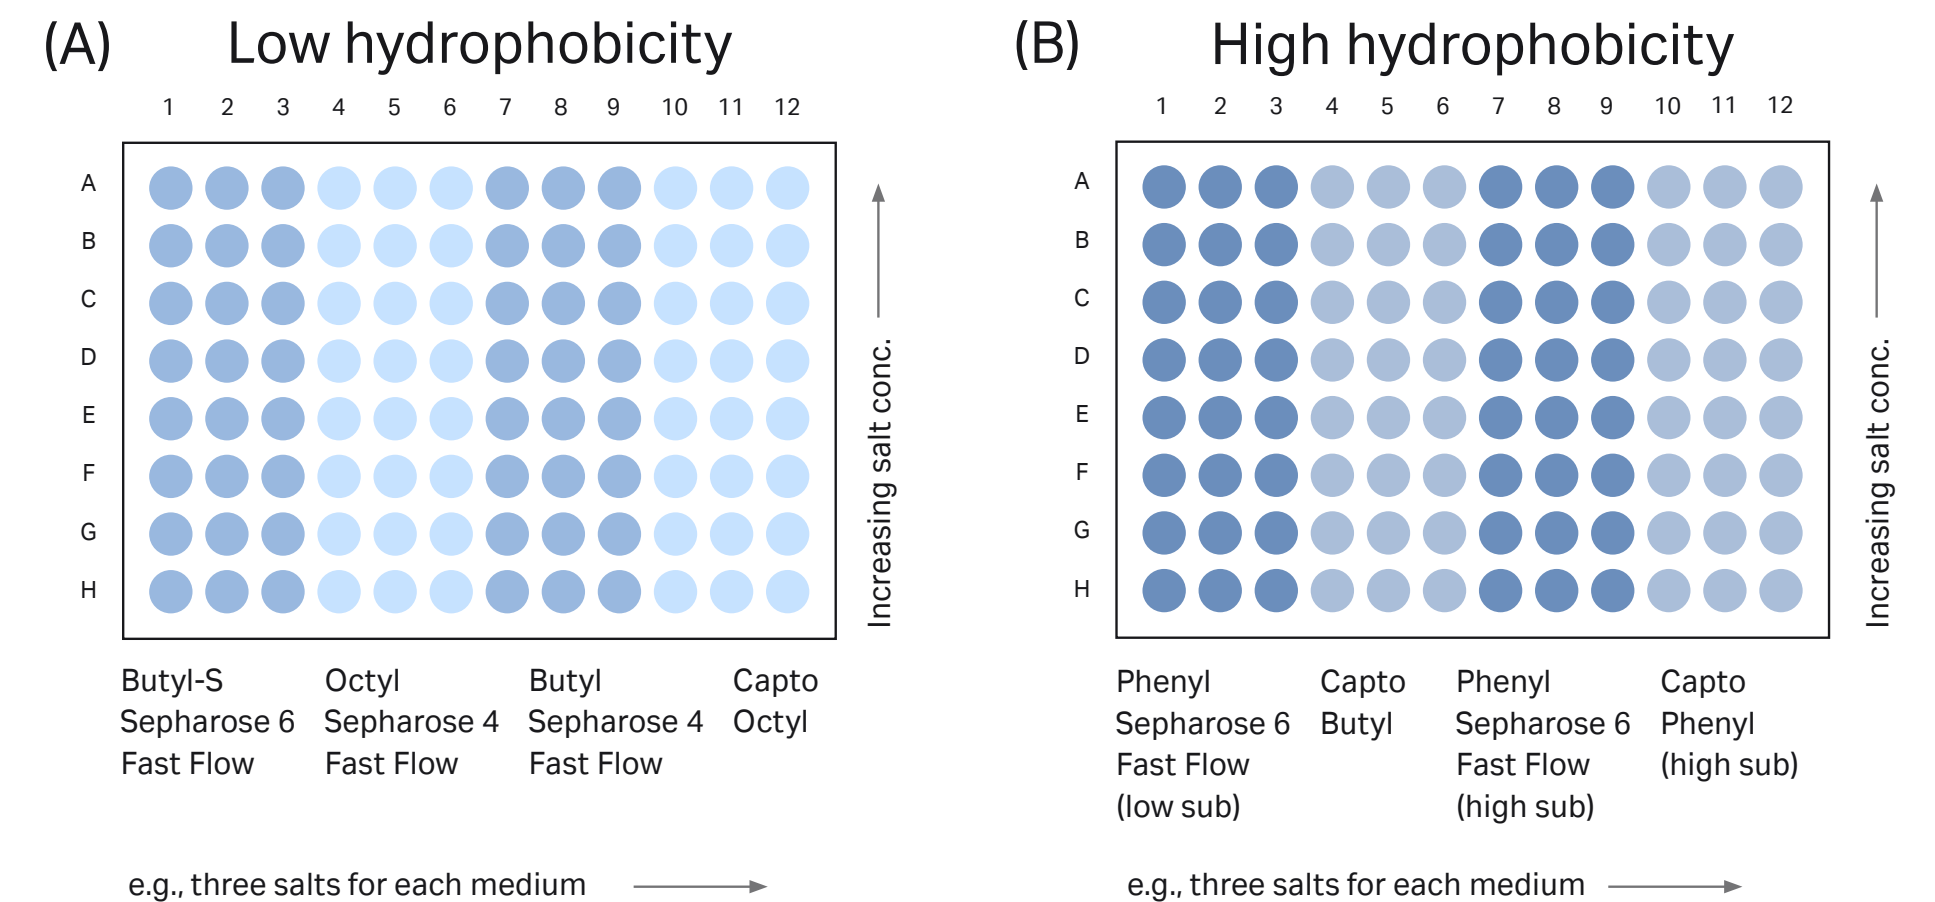 (A) Low hydrophobicity
1 2 3 4 5 6 7 8 9 10 11 12
A
B
C
D
E
F
G
H
Increasing salt conc.
Butyl-S
Sepharose 6
Fast Flow
Octyl
Sepharose 4
Fast Flow
Butyl
Sepharose 4
Fast Flow
Capto
Octyl
e.g., three salts for each medium
(B) High hydrophobicity
1 2 3 4 5 6 7 8 9 10 11 12
A
B
C
D
E
F
G
H
Increasing salt conc.
Phenyl
Sepharose 6
Fast Flow
(low sub)
Capto
Butyl
Phenyl
Sepharose 6
Fast Flow
(high sub)
Capto
Phenyl
(high sub)
e.g., three salts for each medium